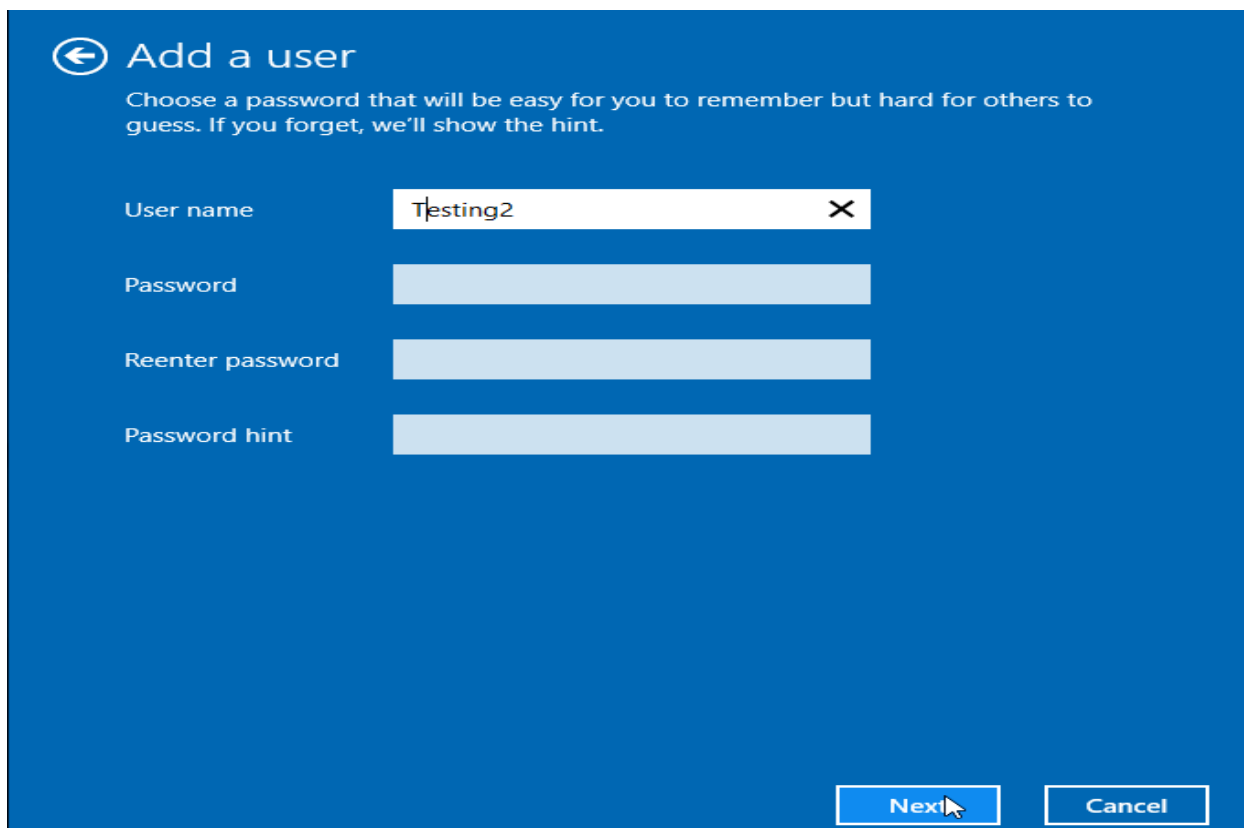 Add a user
Choose a password that will be easy for you to remember but hard for others to
guess. If you forget, we'll show the hint.
User name
Testing2
Password
Reenter password
Password hint
Next
Cancel